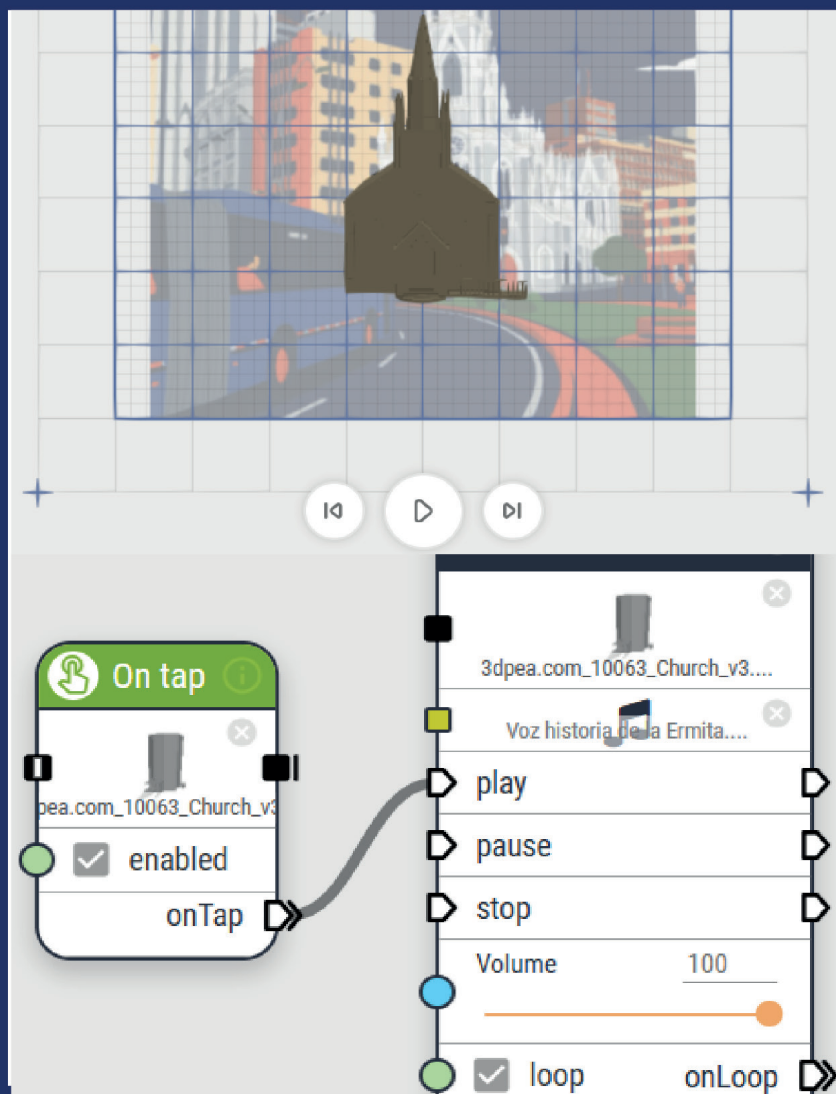 On tap
pea.com_10063_Church_v3
enabled
onTap
3dpea.com_10063_Church_v3....
Voz historia de la Ermita....
play
pause
stop
Volume 100
loop onLoop